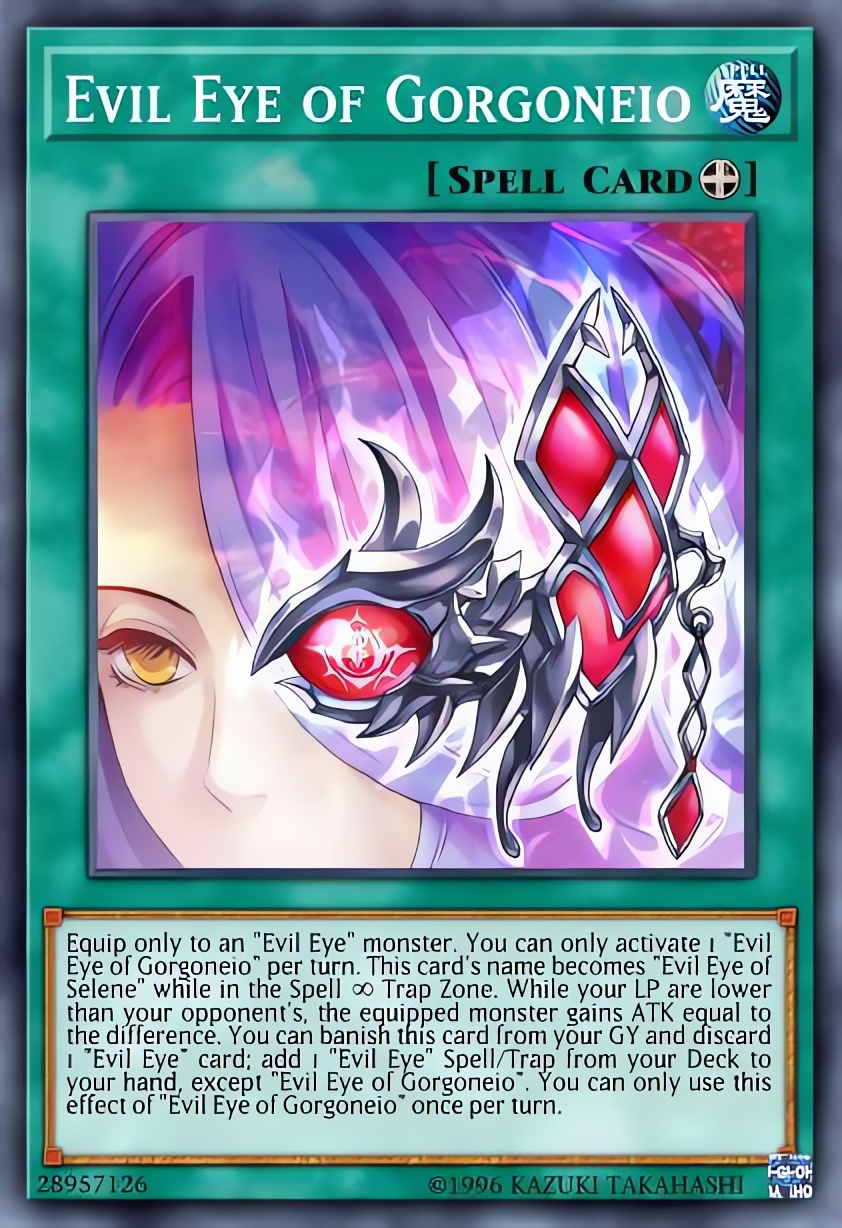 EVIL EYE OF GORGONEIO 魔
[SPELL CARD]
Equip only to an "Evil Eye" monster. You can only activate 1 "Evil
Eye of Gorgoneio" per turn. This card's name becomes "Evil Eye of
Selene" while in the Spell ∞ Trap Zone. While your LP are lower
than your opponent's, the equipped monster gains ATK equal to
the difference. You can banish this card from your GY and discard
1 "Evil Eye" card; add 1 "Evil Eye" Spell/Trap from your Deck to
your hand, except "Evil Eye of Gorgoneio". You can only use this
effect of "Evil Eye of Gorgoneio" once per turn.
28957126 ©1996 KAZUKI TAKAHASHI